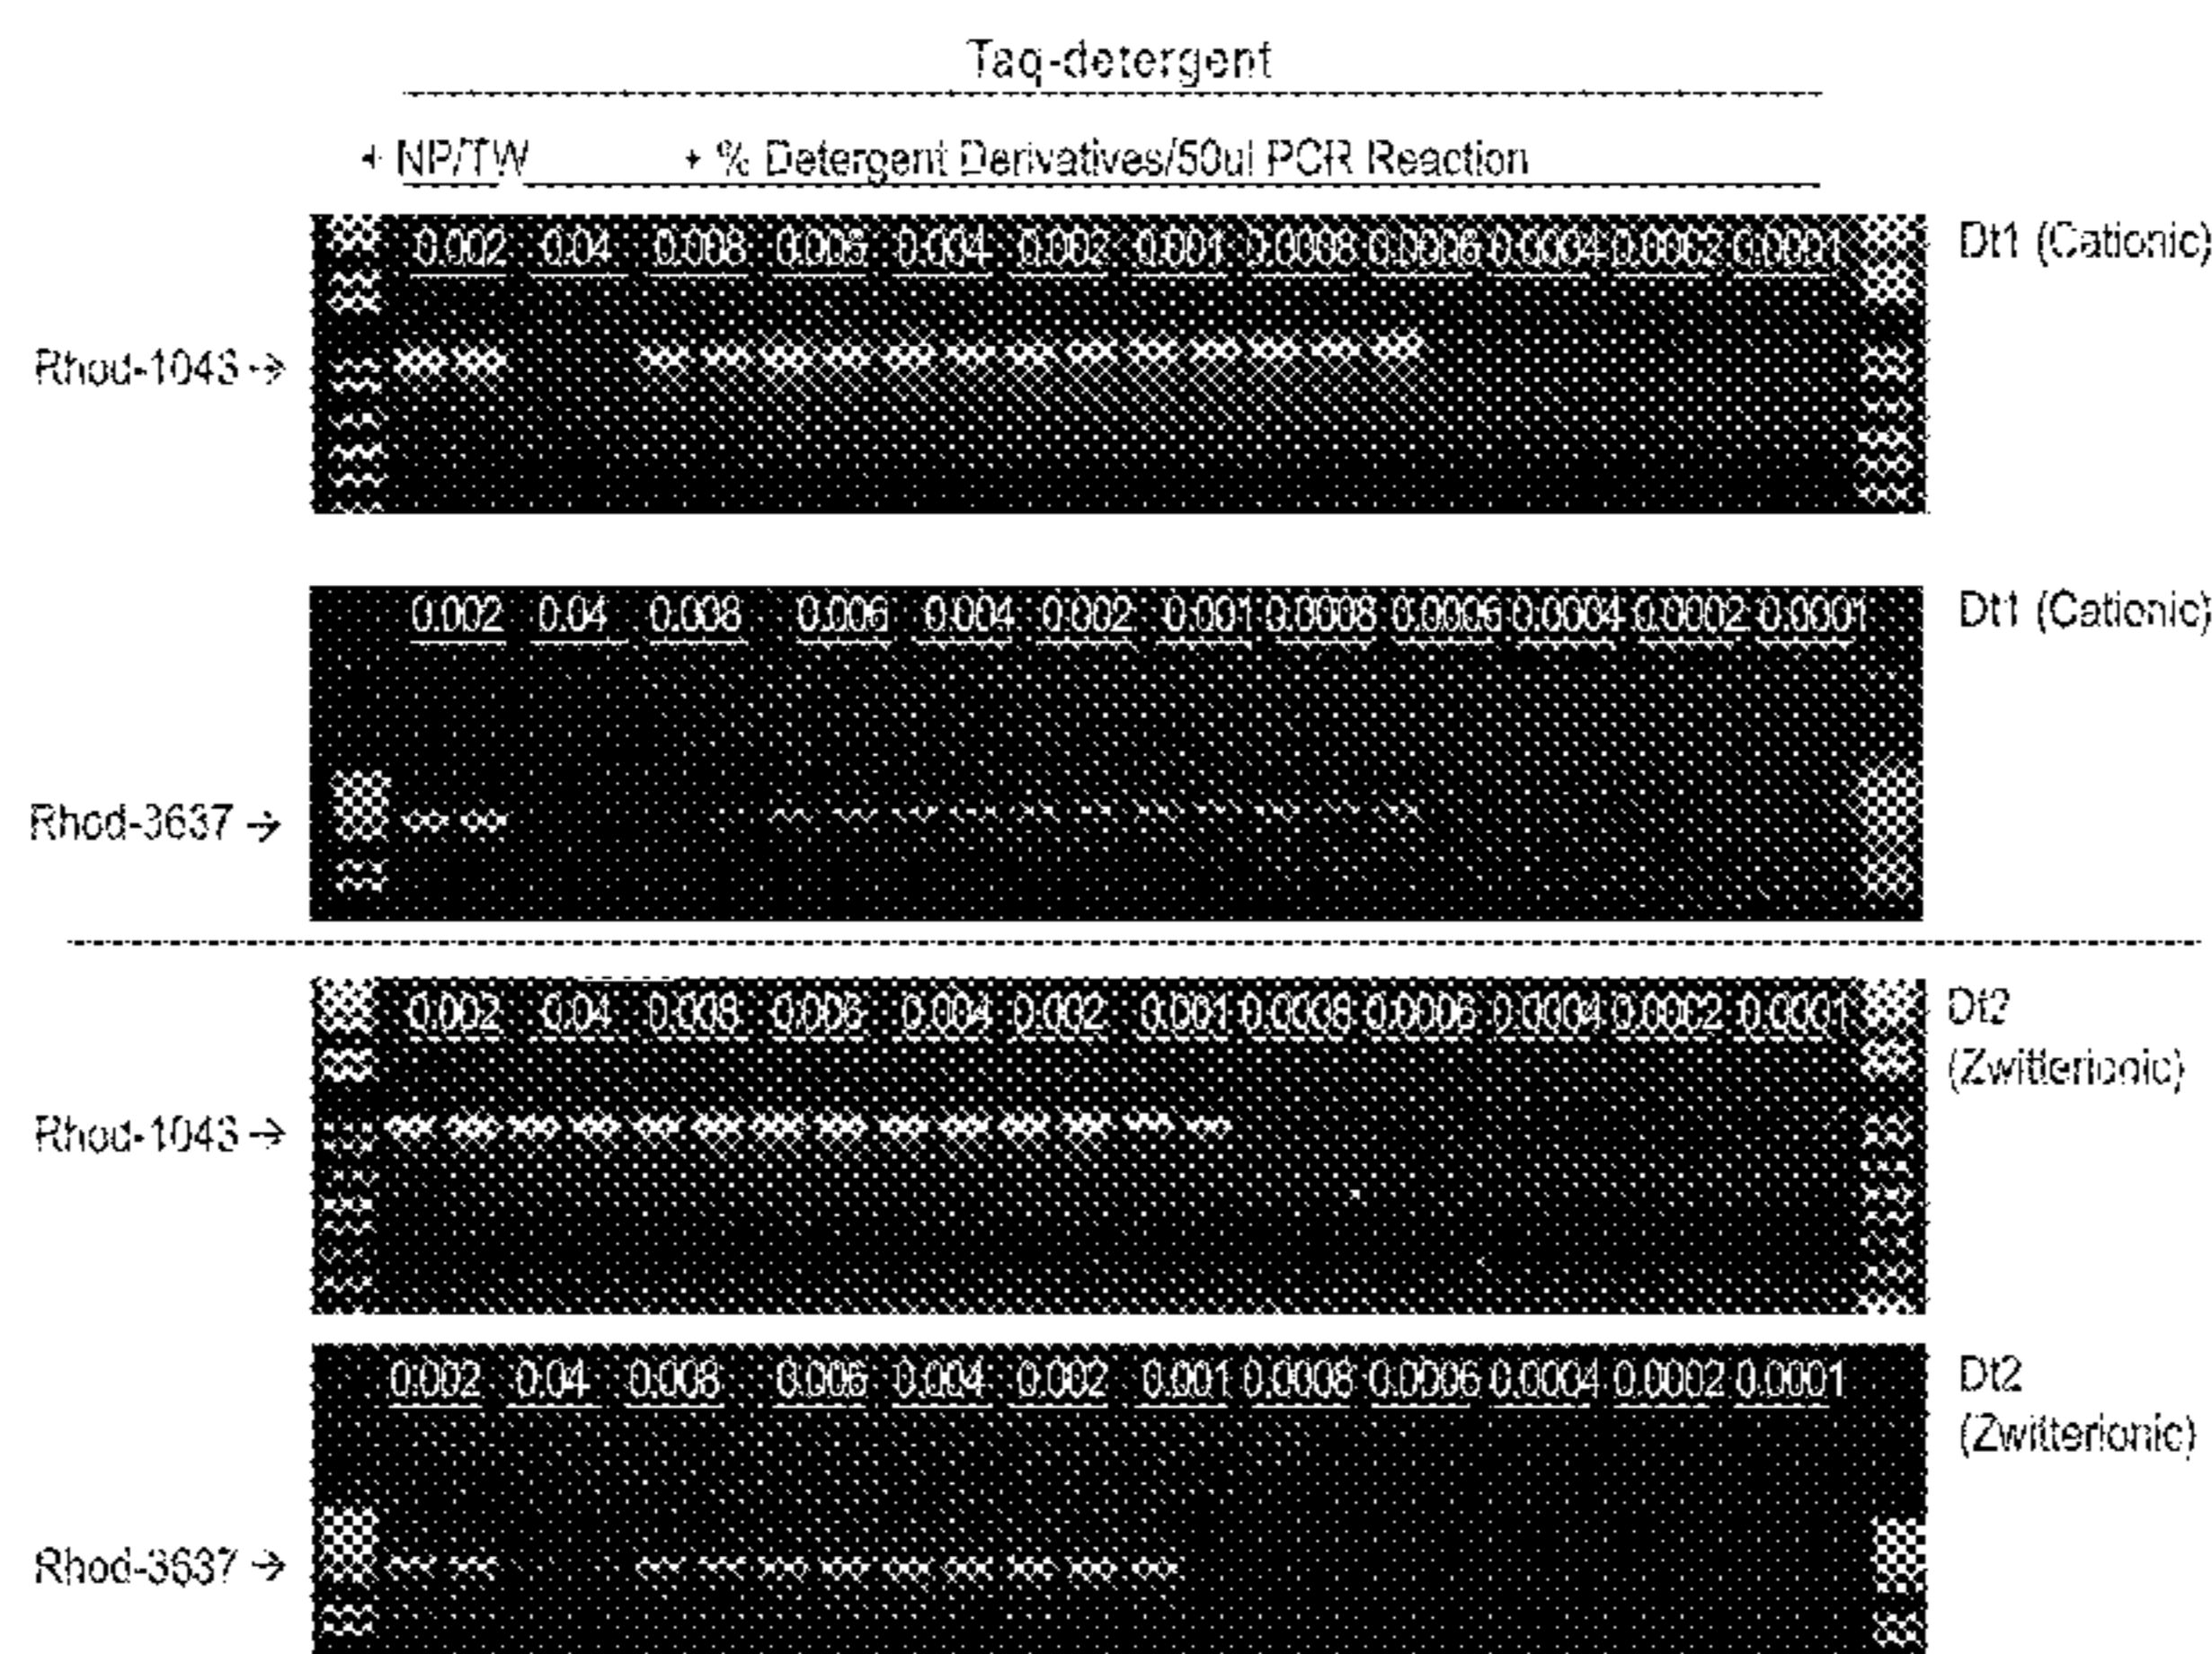 Taq-detergent
+ NP/TW + % Detergent Derivatives/50ul PCR Reaction
0.002 0.04 0.008 0.006 0.004 0.002 0.001 0.0008 0.0006 0.0004 0.0002 0.0001 Dt1 (Cationic)
Rhod-1043 →
0.002 0.04 0.008 0.006 0.004 0.002 0.001 0.0008 0.0006 0.0004 0.0002 0.0001 Dt1 (Cationic)
Rhod-3637 →
0.002 0.04 0.008 0.006 0.004 0.002 0.001 0.0008 0.0006 0.0004 0.0002 0.0001 Dt2
(Zwitterionic)
Rhod-1043 →
0.002 0.04 0.008 0.006 0.004 0.002 0.001 0.0008 0.0006 0.0004 0.0002 0.0001 Dt2
(Zwitterionic)
Rhod-3637 →